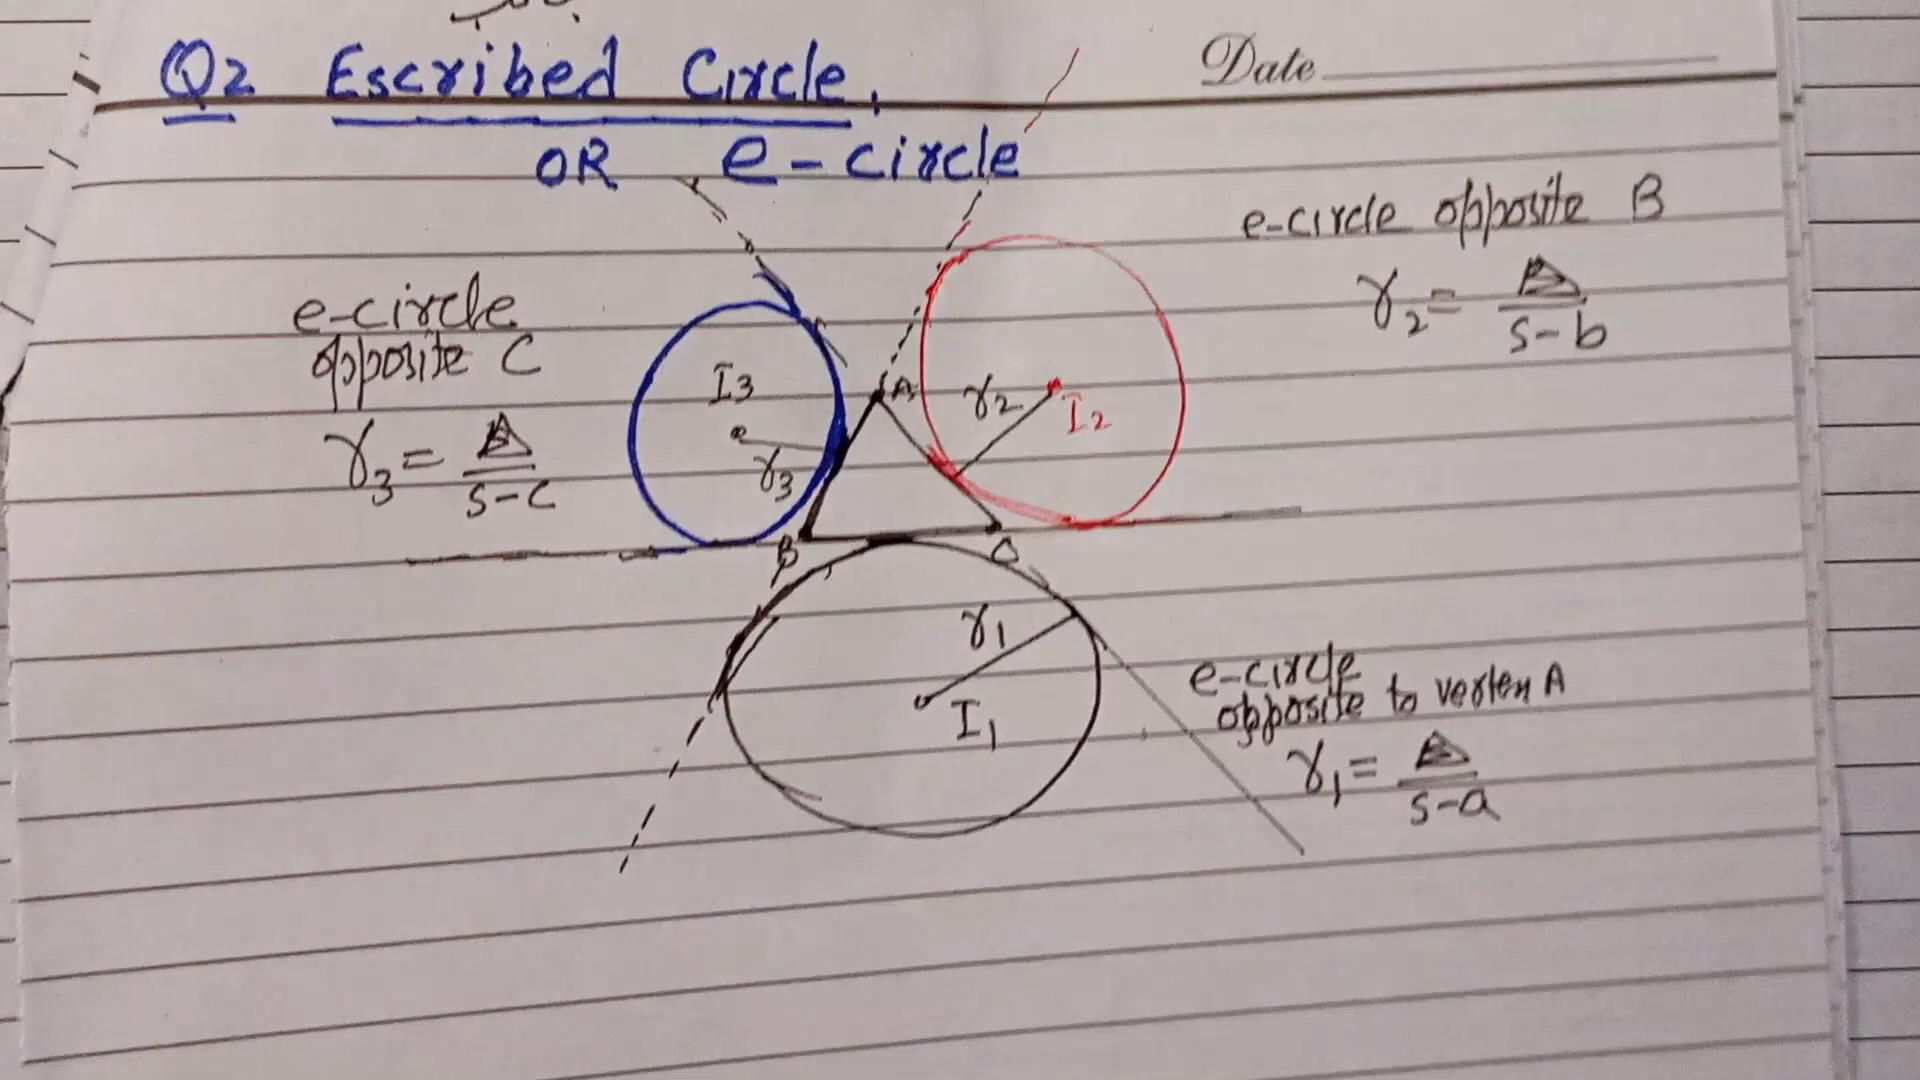 Q2 Escribed Circle,
Date
OR e-circle
e-circle opposite B
r2 = Δ/s-b
e-circle
opposite C
r3 = Δ/s-c
I3
r3
A
r2
I2
B
C
r1
I1
e-circle
opposite to vertex A
r1 = Δ/s-a